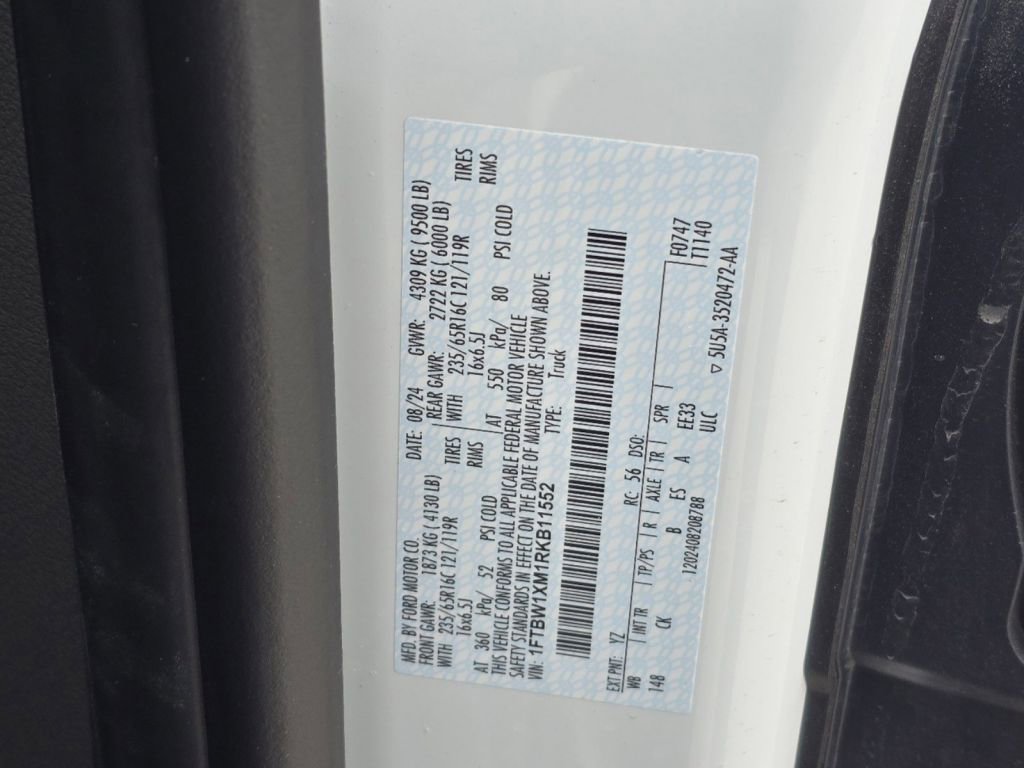 MFD. BY FORD MOTOR CO. DATE: 08/24 GVWR: 4309 KG ( 9500 LB)
FRONT GAWR: 1873 KG ( 4130 LB) REAR GAWR: 2722 KG ( 6000 LB)
WITH 235/65R16C 121/119R TIRES WITH 235/65R16C 121/119R TIRES
16x6.5J RIMS 16x6.5J RIMS
AT 360 kPa/ 52 PSI COLD AT 550 kPa/ 80 PSI COLD
THIS VEHICLE CONFORMS TO ALL APPLICABLE FEDERAL MOTOR VEHICLE
SAFETY STANDARDS IN EFFECT ON THE DATE OF MANUFACTURE SHOWN ABOVE.
VIN: 1FTBW1XM1RKB11552 TYPE: Truck
EXT PNT: YZ RC: 56 DSO:
WB INT TR TP/PS R AXLE TR SPR F0747
148 CK B E5 A EE33 T1140
120240820878B ULC
▽ 5U5A-3520472-AA